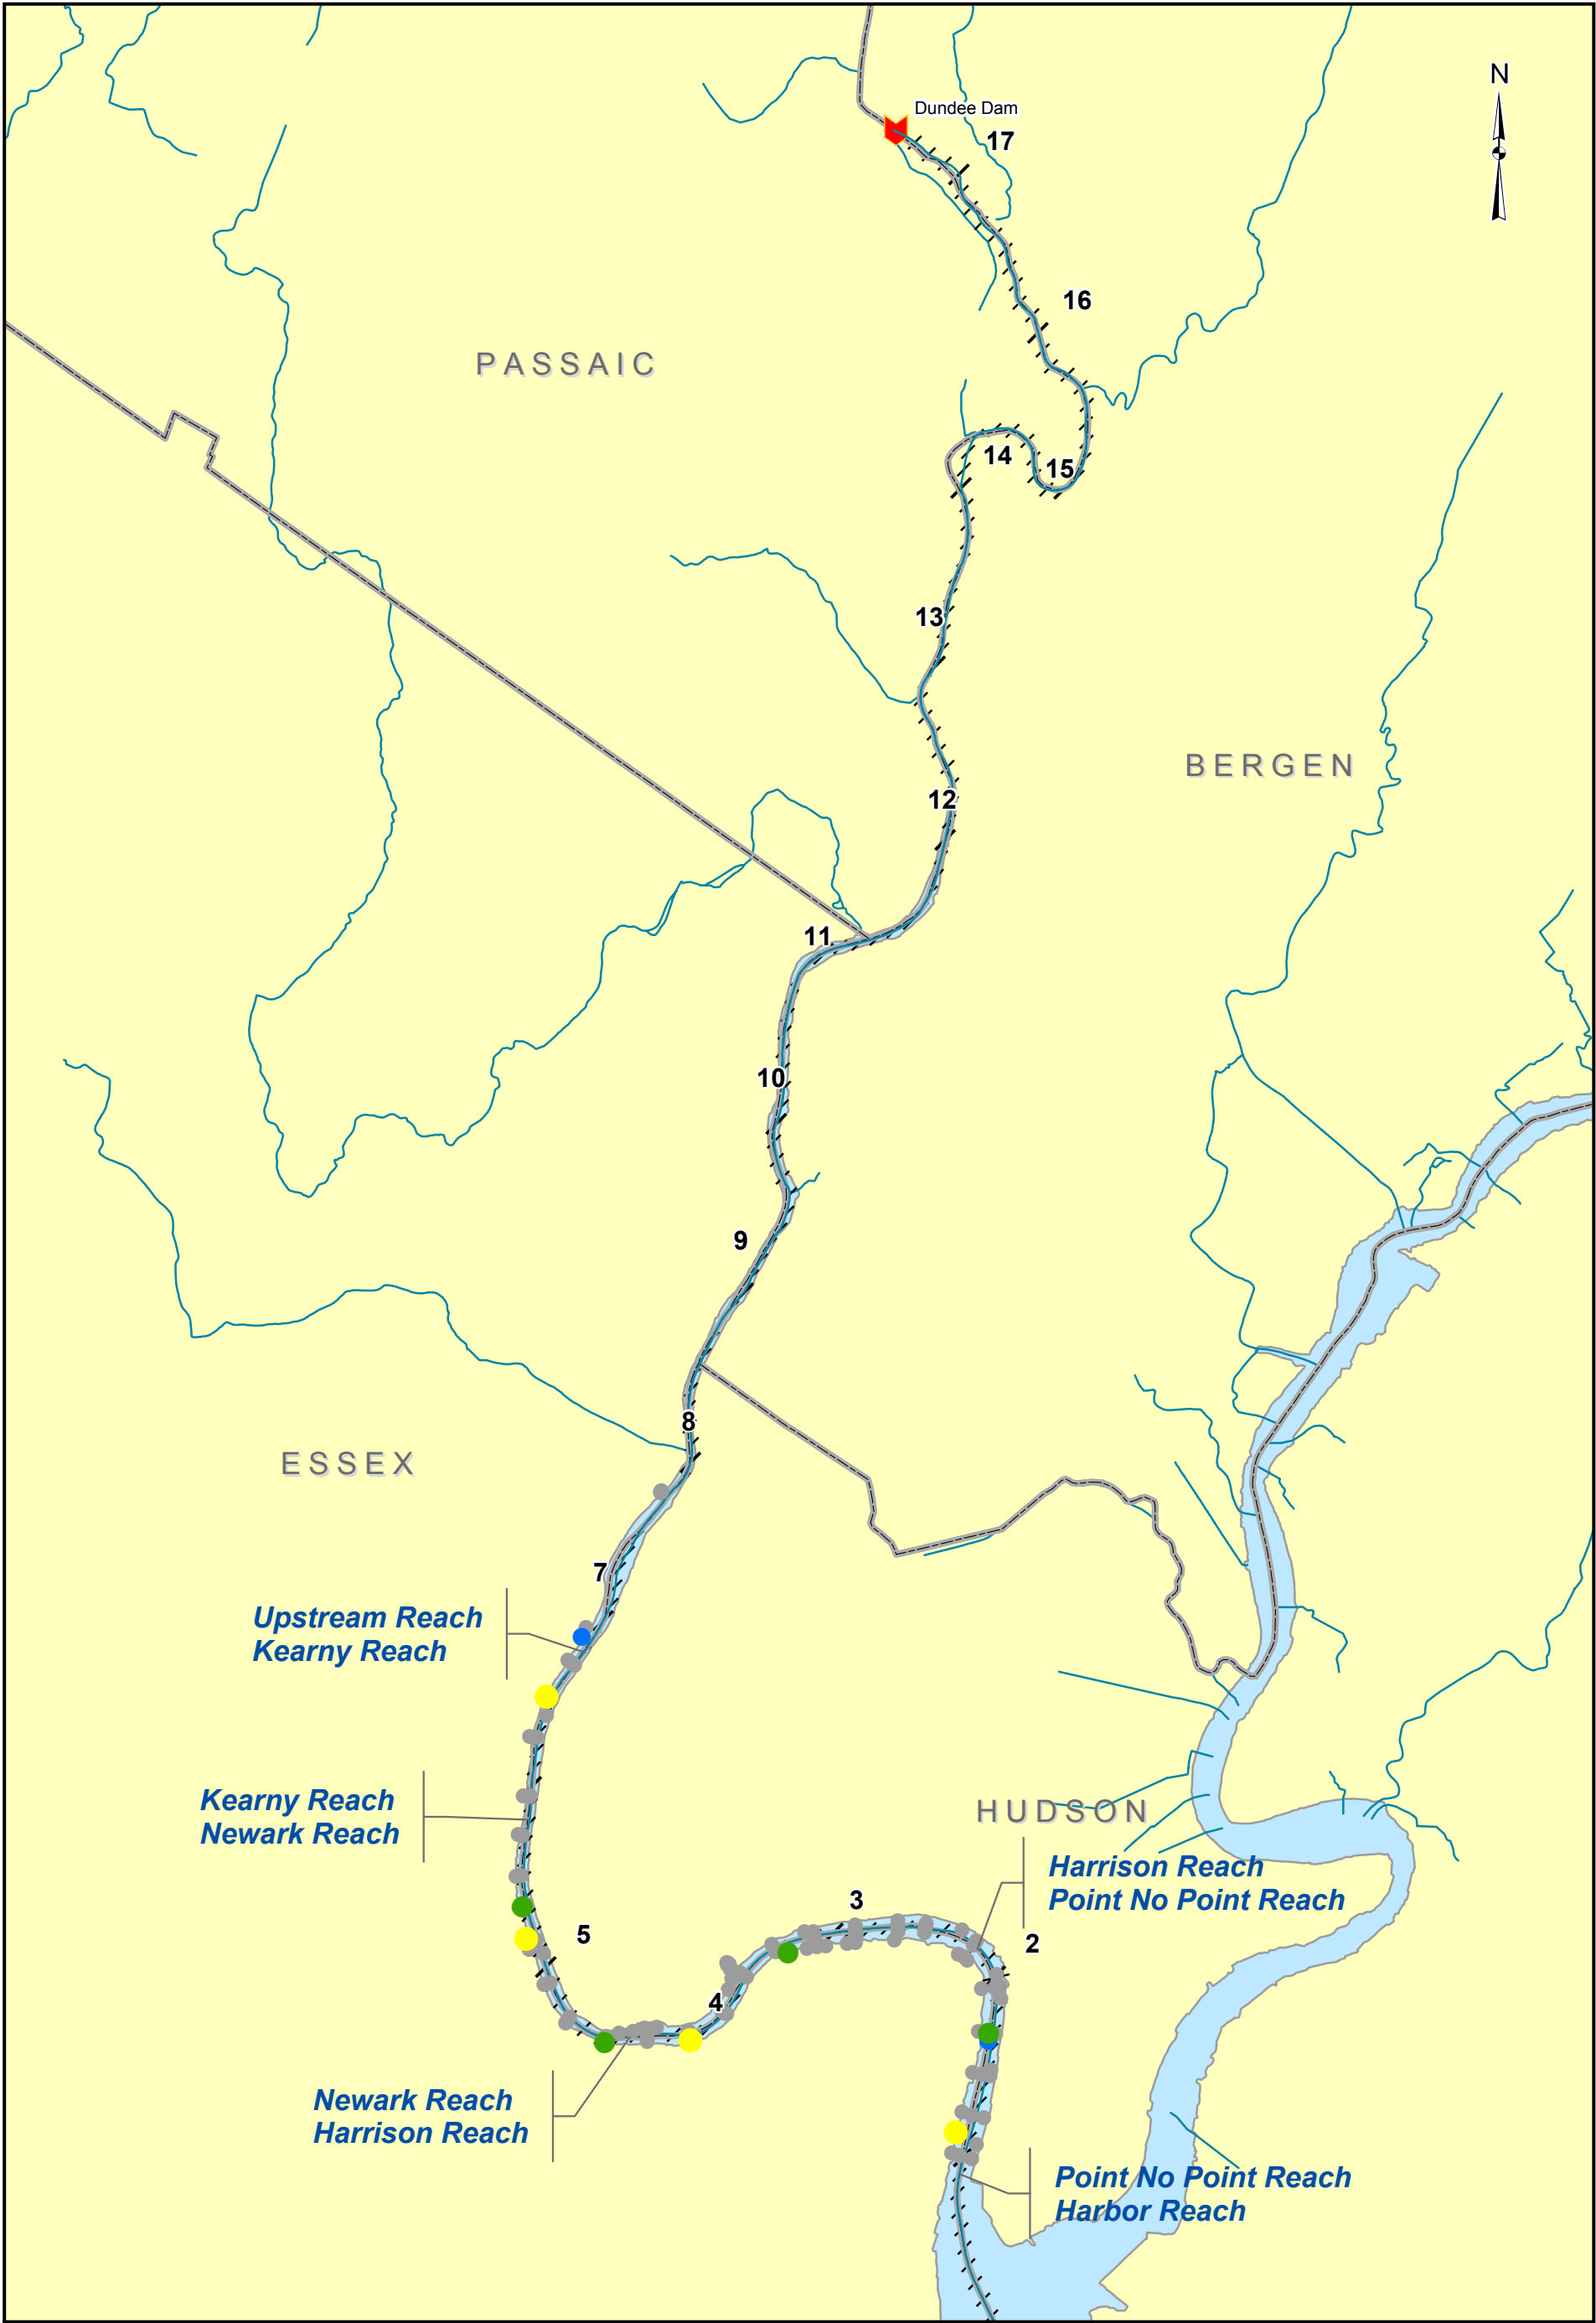 N
Dundee Dam
17
16
PASSAIC
14
15
13
BERGEN
12
11
10
9
8
ESSEX
7
Upstream Reach
Kearny Reach
Kearny Reach
Newark Reach
HUDSON
Harrison Reach
Point No Point Reach
3
5
2
4
Newark Reach
Harrison Reach
Point No Point Reach
Harbor Reach